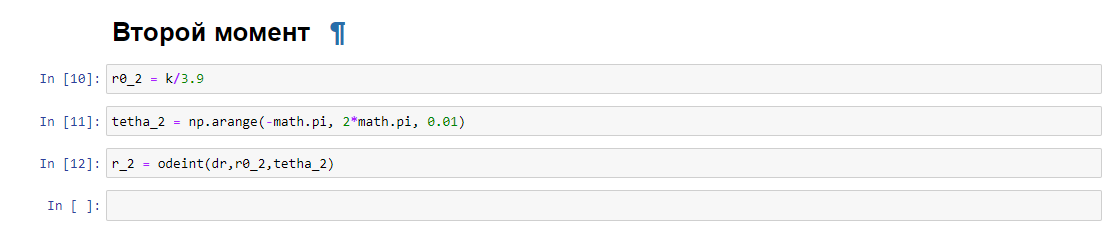 Второй момент ¶
In [10]: r0_2 = k/3.9
In [11]: tetha_2 = np.arange(-math.pi, 2*math.pi, 0.01)
In [12]: r_2 = odeint(dr,r0_2,tetha_2)
In [ ]: